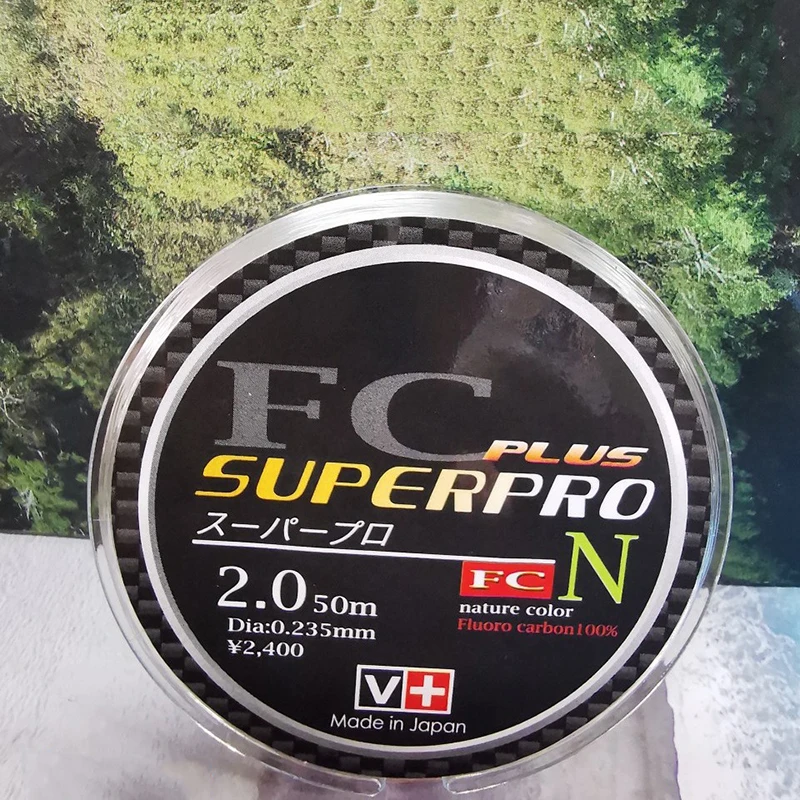 FC
PLUS
SUPERPRO
スーパープロ
FC N
2.0 50m
nature color
Dia:0.235mm
Fluoro carbon100%
¥2,400
V+
Made in Japan